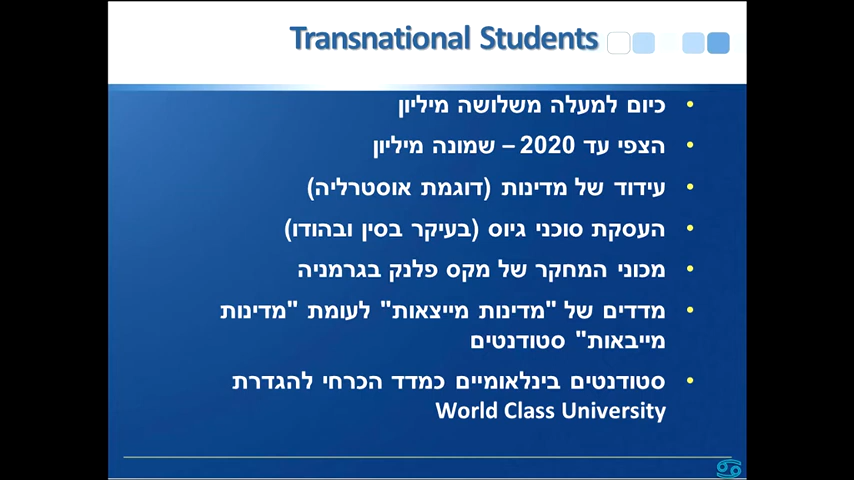 Transnational Students
• כיום למעלה משלושה מיליון
• הצפי עד 2020 – שמונה מיליון
• עידוד של מדינות (דוגמת אוסטרליה)
• העסקת סוכני גיוס (בעיקר בסין ובהודו)
• מכוני המחקר של מקס פלנק בגרמניה
• מדדים של "מדינות מייצאות" לעומת "מדינות
מייבאות" סטודנטים
• סטודנטים בינלאומיים כמדד הכרחי להגדרת
World Class University